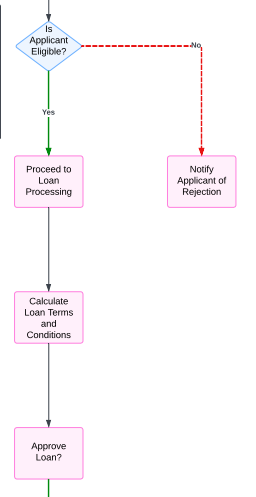 Is
Applicant
Eligible?
No
Yes
Proceed to
Loan
Processing
Notify
Applicant of
Rejection
Calculate
Loan Terms
and
Conditions
Approve
Loan?